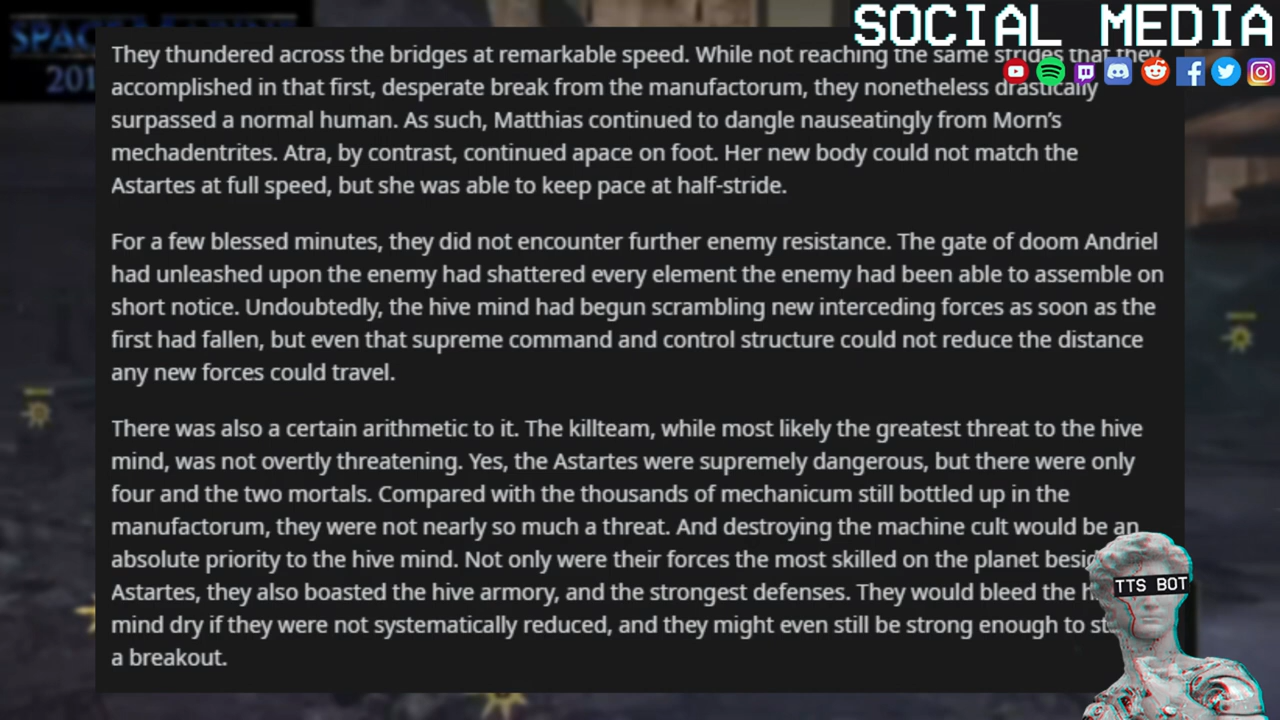 SOCIAL MEDIA
SPAC
201
They thundered across the bridges at remarkable speed. While not reaching the same strides that they
accomplished in that first, desperate break from the manufactorum, they nonetheless drastically
surpassed a normal human. As such, Matthias continued to dangle nauseatingly from Morn's
mechadentrites. Atra, by contrast, continued apace on foot. Her new body could not match the
Astartes at full speed, but she was able to keep pace at half-stride.
For a few blessed minutes, they did not encounter further enemy resistance. The gate of doom Andriel
had unleashed upon the enemy had shattered every element the enemy had been able to assemble on
short notice. Undoubtedly, the hive mind had begun scrambling new interceding forces as soon as the
first had fallen, but even that supreme command and control structure could not reduce the distance
any new forces could travel.
There was also a certain arithmetic to it. The killteam, while most likely the greatest threat to the hive
mind, was not overtly threatening. Yes, the Astartes were supremely dangerous, but there were only
four and the two mortals. Compared with the thousands of mechanicum still bottled up in the
manufactorum, they were not nearly so much a threat. And destroying the machine cult would be an
absolute priority to the hive mind. Not only were their forces the most skilled on the planet besid
Astartes, they also boasted the hive armory, and the strongest defenses. They would bleed the h
mind dry if they were not systematically reduced, and they might even still be strong enough to st
a breakout.
TTS BOT